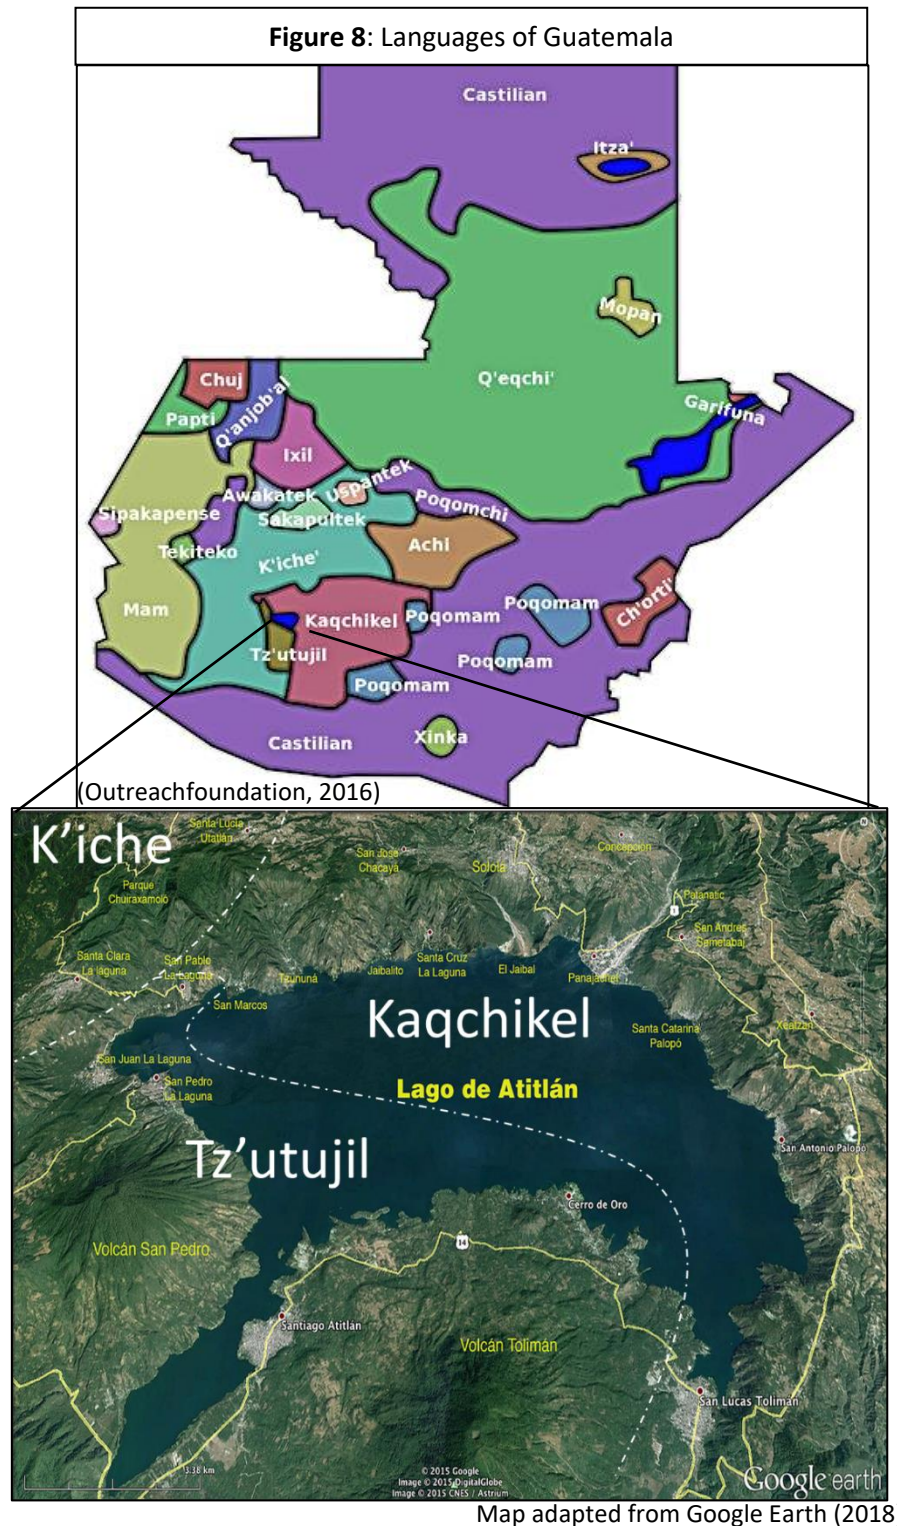 Figure 8: Languages of Guatemala
Castilian
Itza'
Mopan
Q'eqchi'
Chuj
Q'anjob'al
Papti
Garifuna
Ixil
Uspantek
Awakatek
Poqomchi
Sipakapense
Sakapultek
Tekiteko
Achi
K'iche'
Mam
Kaqchikel
Poqomam
Poqomam
Ch'orti'
Tz'utujil
Poqomam
Poqomam
Castilian
Xinka
(Outreachfoundation, 2016)
K'iche
Santa Lucia
Utatlán
San José
Chacayá
Concepción
Sololá
Parque
Chuiraxamoló
Patanatic
1
San Andres
Semetabaj
Santa Clara
La laguna
San Pablo
La Laguna
Tzununá
Jaibalito
Santa Cruz
La Laguna
El Jaibal
Panajachel
San Marcos
Kaqchikel
Santa Catarina
Palopó
San Juan La Laguna
San Pedro
La Laguna
Lago de Atitlán
San Antonio Palopó
Tz'utujil
Cerro de Oro
Volcán San Pedro
14
Santiago Atitlán
Volcán Tolimán
San Lucas Toliman
3.38 km
© 2015 Google
Image © 2015 DigitalGlobe
Image © 2015 CNES / Astrium
Google earth
Map adapted from Google Earth (2018